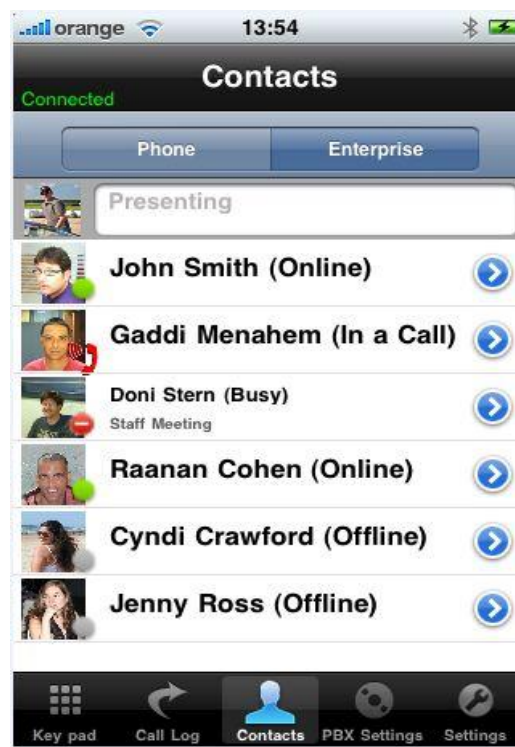 orange 13:54
Contacts
Connected
Phone Enterprise
Presenting
John Smith (Online)
Gaddi Menahem (In a Call)
Doni Stern (Busy)
Staff Meeting
Raanan Cohen (Online)
Cyndi Crawford (Offline)
Jenny Ross (Offline)
Key pad Call Log Contacts PBX Settings Settings